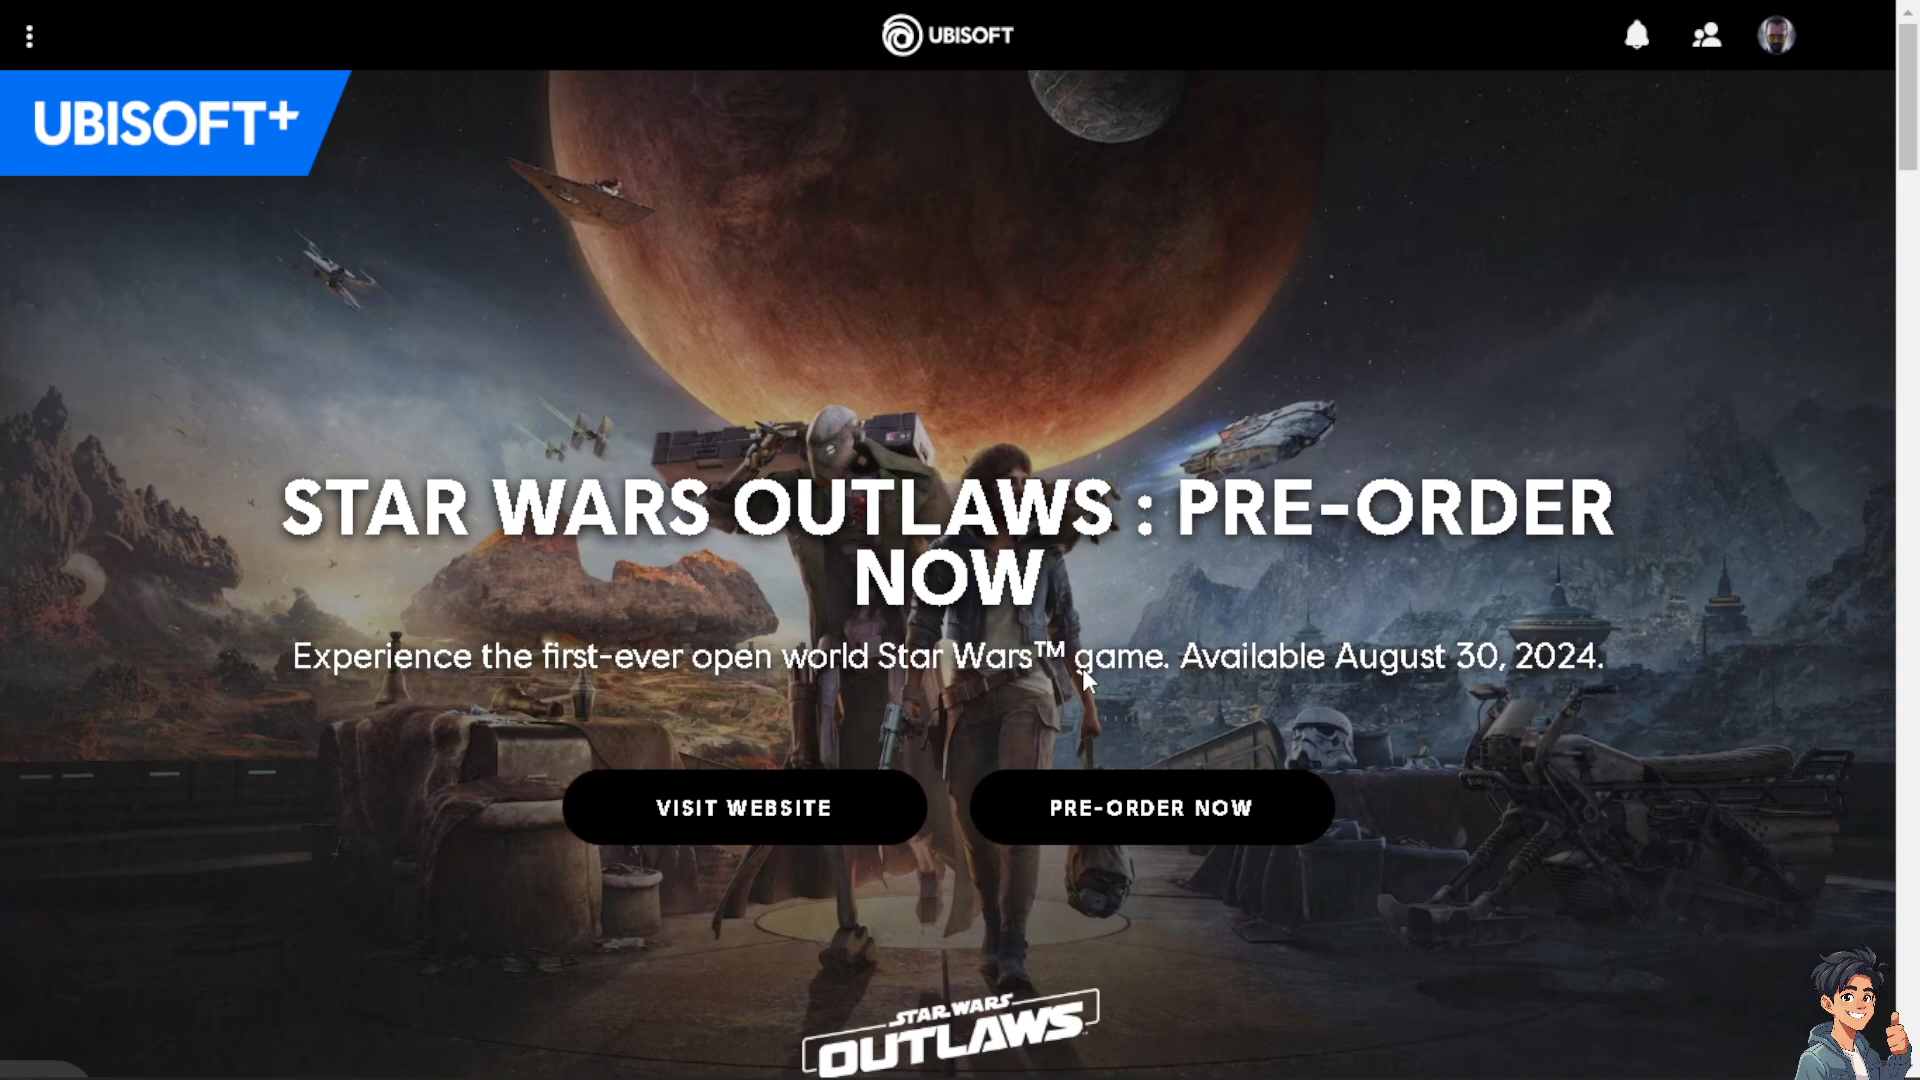 UBISOFT
UBISOFT+
STAR WARS OUTLAWS : PRE-ORDER
NOW
Experience the first-ever open world Star Wars™ game. Available August 30, 2024.
VISIT WEBSITE
PRE-ORDER NOW
STAR WARS
OUTLAWS